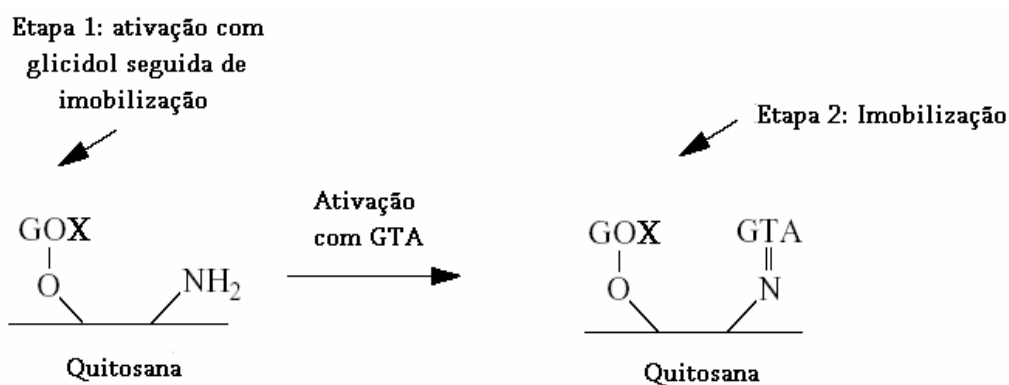 Etapa 1: ativação com
glicidol seguida de
imobilização
Etapa 2: Imobilização
Ativação
com GTA
GOX
O
NH2
Quitosana
GOX
GTA
O
N
Quitosana